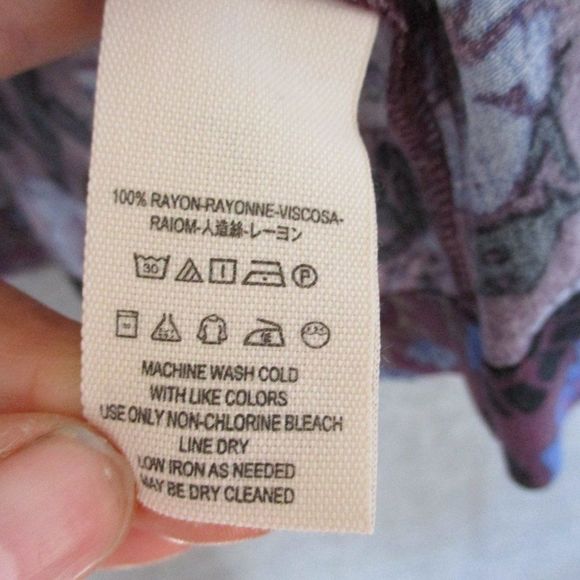 100% RAYON-RAYONNE-VISCOSA-
RAIOM-人造絲-レーヨン
30 P
MACHINE WASH COLD
WITH LIKE COLORS
USE ONLY NON-CHLORINE BLEACH
LINE DRY
LOW IRON AS NEEDED
MAY BE DRY CLEANED